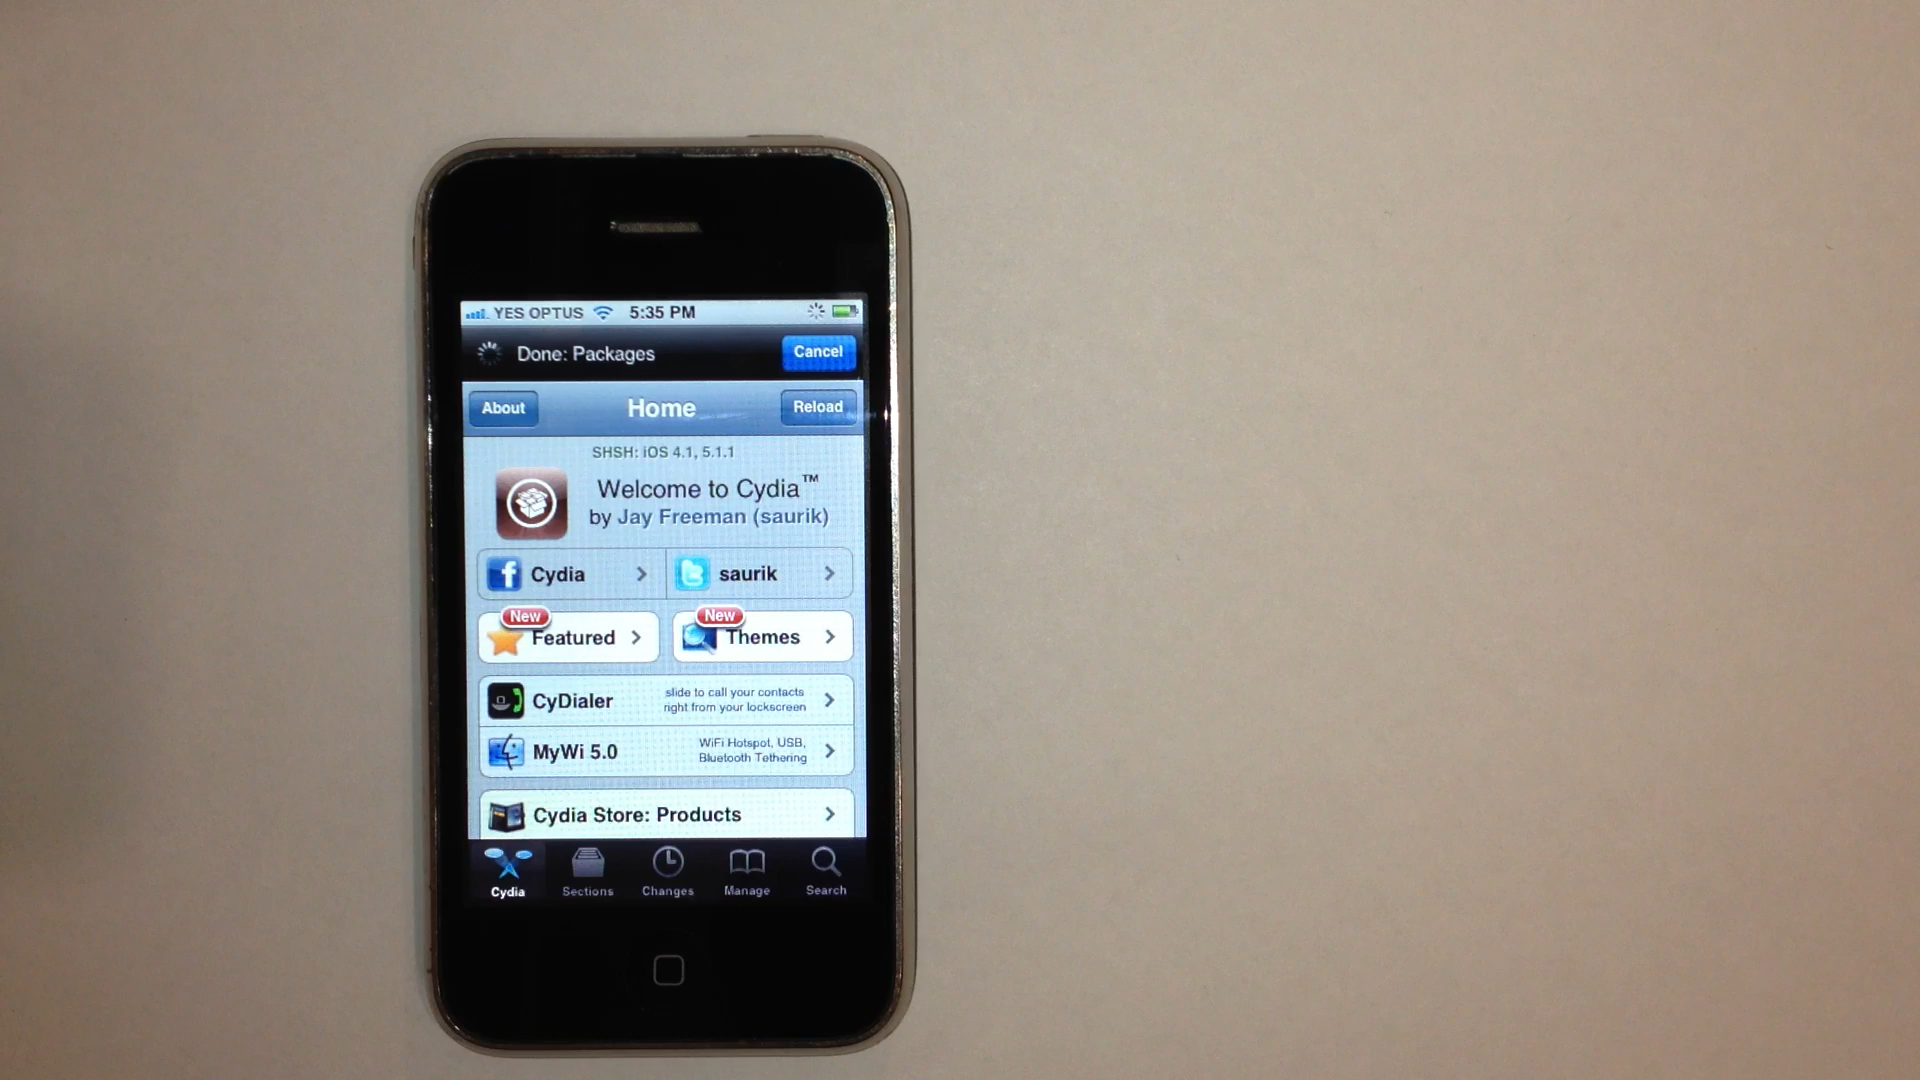 YES OPTUS 5:35 PM
Done: Packages Cancel
About Home Reload
SHSH: iOS 4.1, 5.1.1
Welcome to Cydia™
by Jay Freeman (saurik)
f Cydia saurik
New New
Featured Themes
CyDialer slide to call your contacts
right from your lockscreen
MyWi 5.0 WiFi Hotspot, USB,
Bluetooth Tethering
Cydia Store: Products
Cydia Sections Changes Manage Search